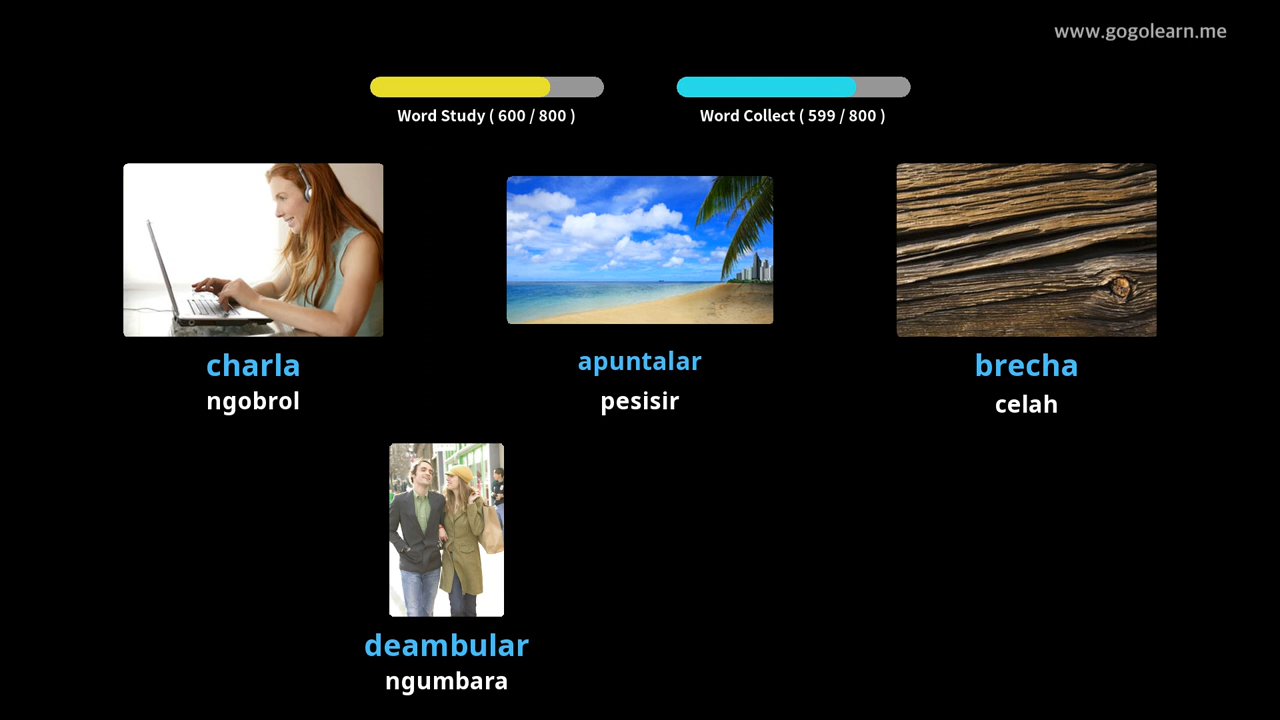 www.gogolearn.me
Word Study ( 600 / 800 )
Word Collect ( 599 / 800 )
charla
ngobrol
apuntalar
pesisir
brecha
celah
deambular
ngumbara